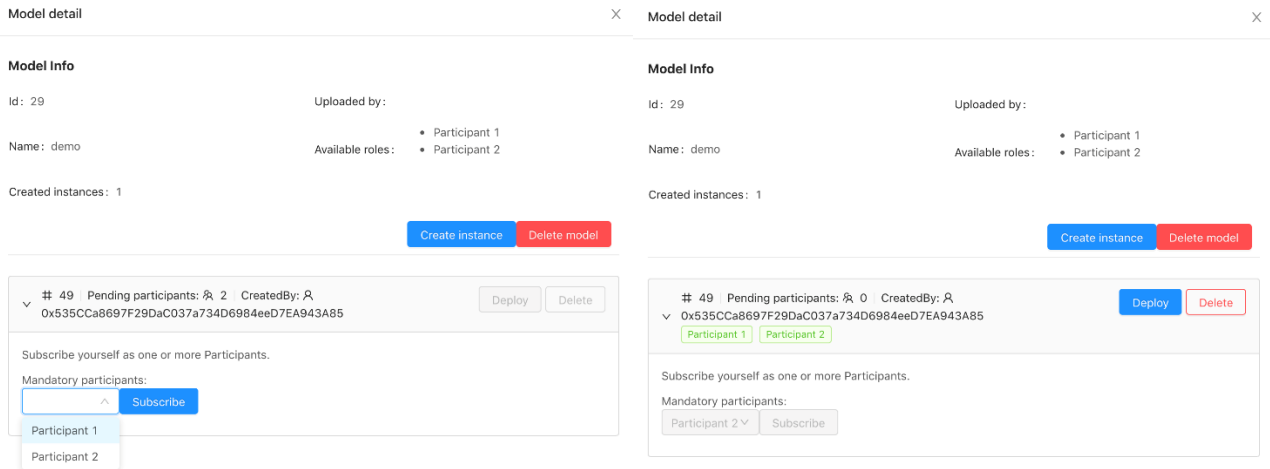 Model detail
Model Info
Id: 29
Uploaded by:
Name: demo
Available roles:
• Participant 1
• Participant 2
Created instances: 1
Create instance
Delete model
# 49 Pending participants: 2 CreatedBy:
0x535CCa8697F29DaC037a734D6984eeD7EA943A85
Deploy
Delete
Subscribe yourself as one or more Participants.
Mandatory participants:
Subscribe
Participant 1
Participant 2
Model detail
Model Info
Id: 29
Uploaded by:
Name: demo
Available roles:
• Participant 1
• Participant 2
Created instances: 1
Create instance
Delete model
# 49 Pending participants: 0 CreatedBy:
0x535CCa8697F29DaC037a734D6984eeD7EA943A85
Participant 1
Participant 2
Deploy
Delete
Subscribe yourself as one or more Participants.
Mandatory participants:
Participant 2
Subscribe